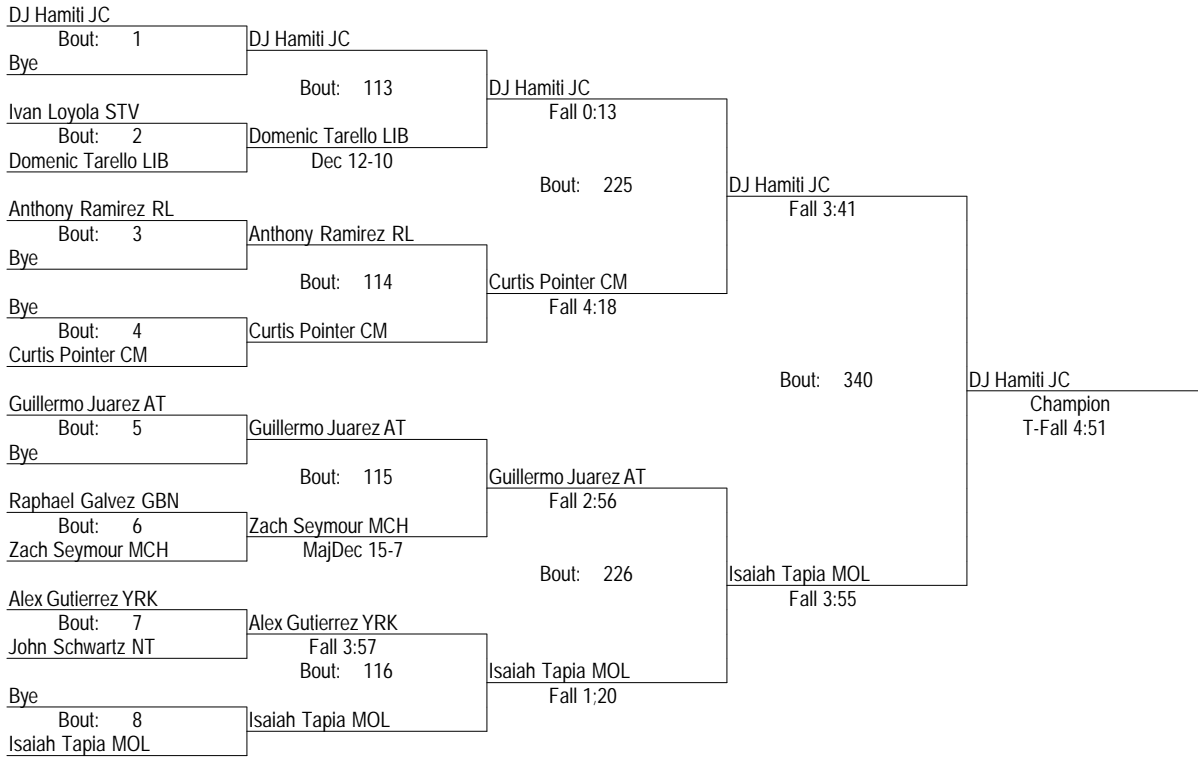 DJ Hamiti JC
Bout: 1
DJ Hamiti JC
Bye
Bout: 113
DJ Hamiti JC
Ivan Loyola STV
Fall 0:13
Bout: 2
Domenic Tarello LIB
Domenic Tarello LIB
Dec 12-10
Bout: 225
DJ Hamiti JC
Anthony Ramirez RL
Fall 3:41
Bout: 3
Anthony Ramirez RL
Bye
Bout: 114
Curtis Pointer CM
Bye
Fall 4:18
Bout: 4
Curtis Pointer CM
Curtis Pointer CM
Bout: 340
DJ Hamiti JC
Guillermo Juarez AT
Champion
Bout: 5
Guillermo Juarez AT
T-Fall 4:51
Bye
Bout: 115
Guillermo Juarez AT
Raphael Galvez GBN
Fall 2:56
Bout: 6
Zach Seymour MCH
Zach Seymour MCH
MajDec 15-7
Bout: 226
Isaiah Tapia MOL
Alex Gutierrez YRK
Fall 3:55
Bout: 7
Alex Gutierrez YRK
John Schwartz NT
Fall 3:57
Bout: 116
Isaiah Tapia MOL
Bye
Fall 1;20
Bout: 8
Isaiah Tapia MOL
Isaiah Tapia MOL